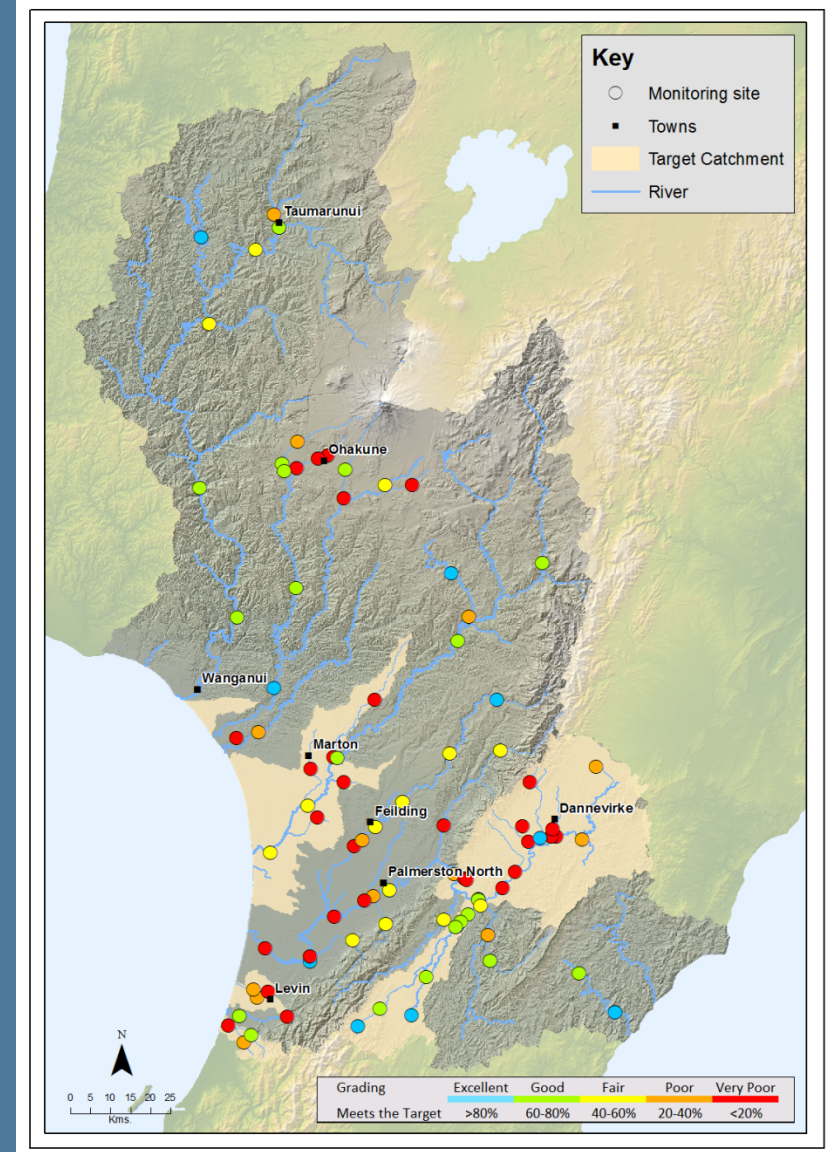 Key
Monitoring site
Towns
Target Catchment
River
Taumarunui
Ohakune
Wanganui
Marton
Dannevirke
Feilding
Palmerston North
Levin
N
0 5 10 15 20 25
Kms.
Grading Excellent Good Fair Poor Very Poor
Meets the Target >80% 60-80% 40-60% 20-40% <20%